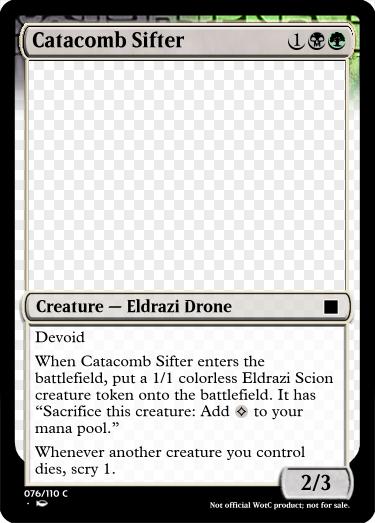 Catacomb Sifter 1
Creature — Eldrazi Drone
Devoid
When Catacomb Sifter enters the
battlefield, put a 1/1 colorless Eldrazi Scion
creature token onto the battlefield. It has
“Sacrifice this creature: Add to your
mana pool.”
Whenever another creature you control
dies, scry 1.
2/3
076/110 C
Not official WotC product; not for sale.